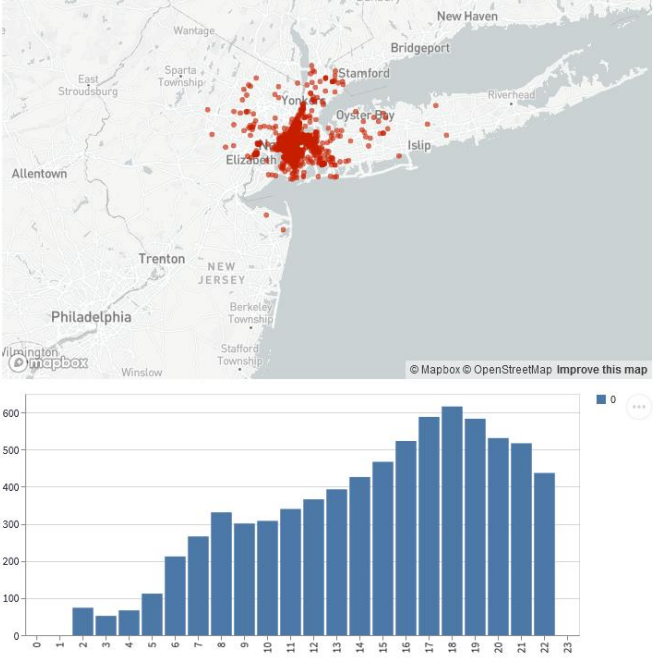 New Haven
Wantage
Bridgeport
East
Stroudsburg
Sparta
Township
Stamford
Riverhead
Oyster Bay
Islip
Elizabeth
Allentown
Trenton
NEW
JERSEY
Philadelphia
Berkeley
Township
Stafford
Township
mapbox
Winslow
© Mapbox © OpenStreetMap Improve this map
600
0
500
400
300
200
100
0
0 1 2 3 4 5 6 7 8 9 10 11 12 13 14 15 16 17 18 19 20 21 22 23